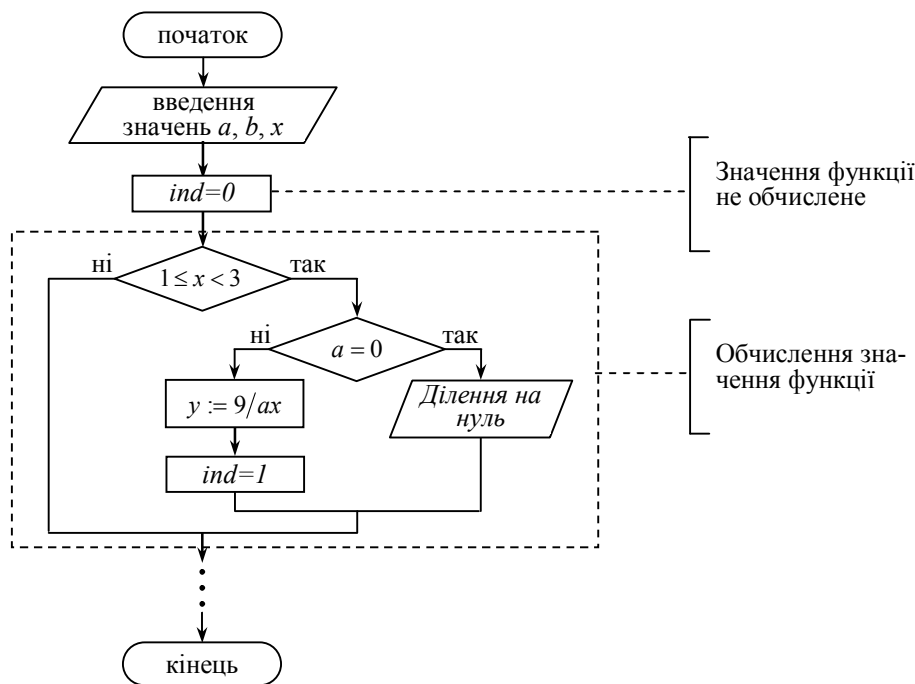 початок
введення
значень a, b, x
ind=0
Значення функції
не обчислене
ні
1 ≤ x < 3
так
ні
a = 0
так
y := 9/ax
Ділення на
нуль
Обчислення зна-
чення функції
ind=1
кінець